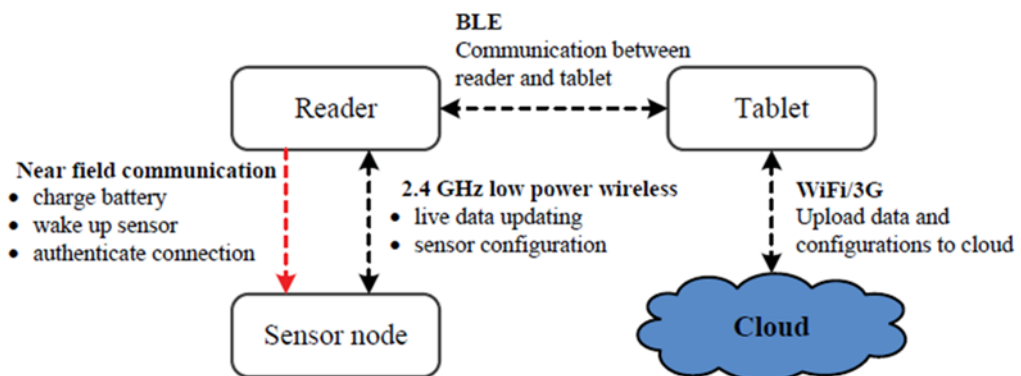 BLE
Communication between
reader and tablet
Reader
Tablet
Near field communication
• charge battery
• wake up sensor
• authenticate connection
2.4 GHz low power wireless
• live data updating
• sensor configuration
WiFi/3G
Upload data and
configurations to cloud
Sensor node
Cloud